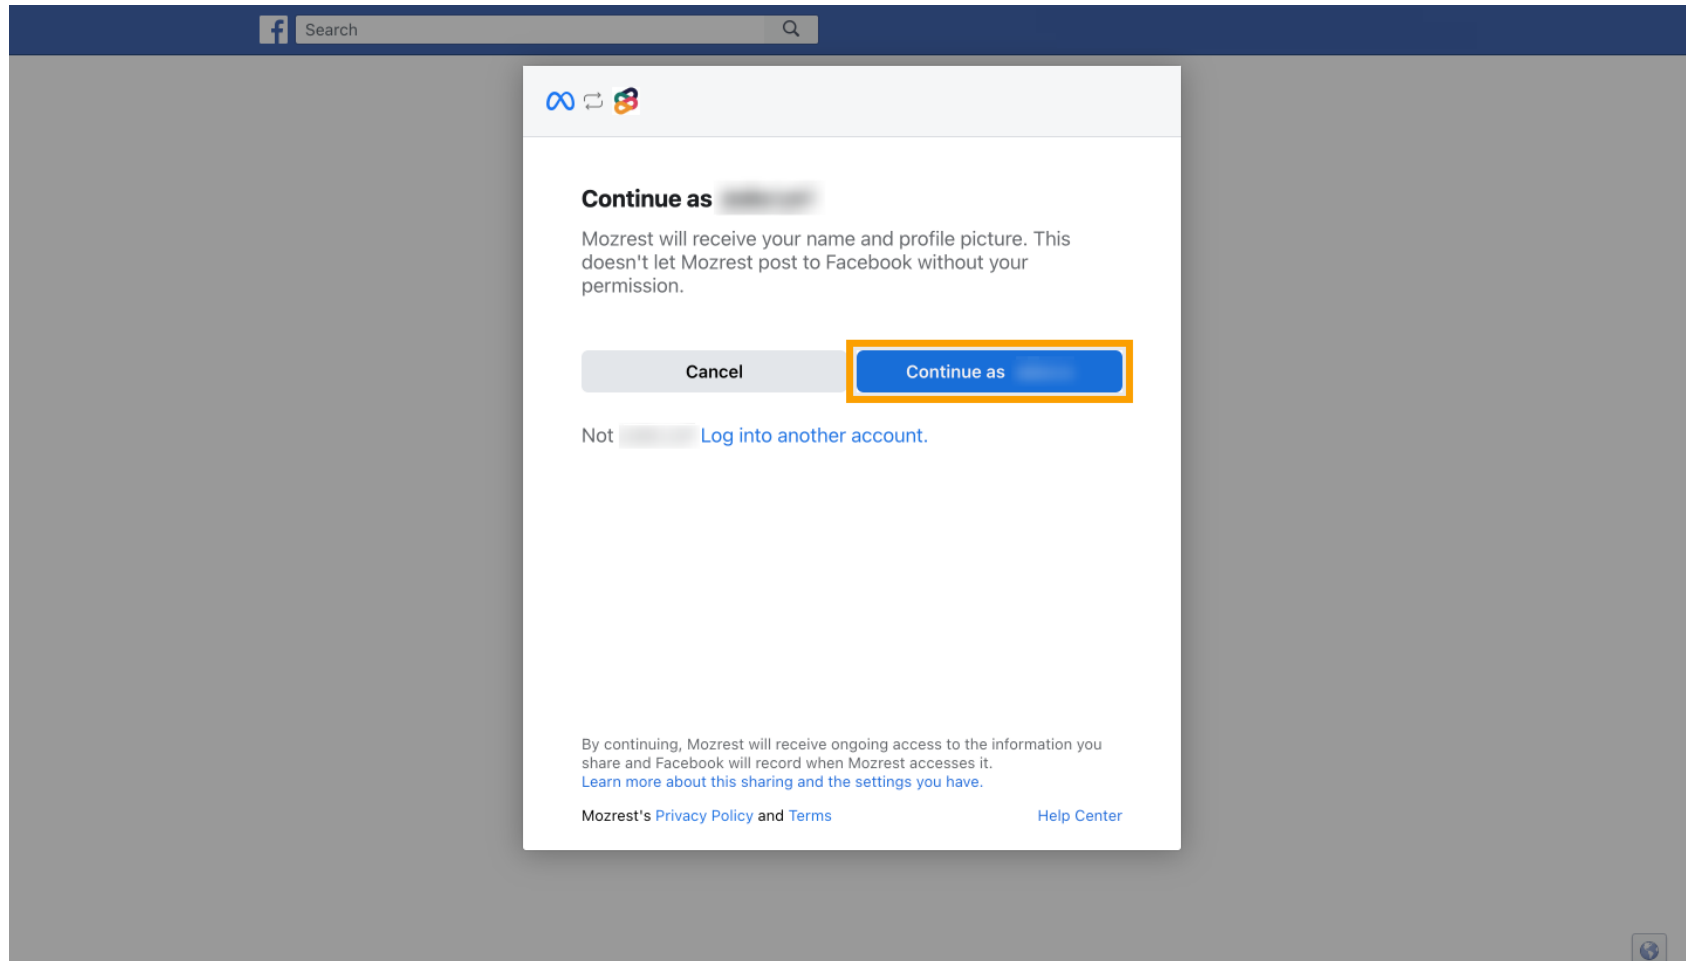 Search
Continue as
Mozrest will receive your name and profile picture. This
doesn't let Mozrest post to Facebook without your
permission.
Cancel
Continue as
Not Log into another account.
By continuing, Mozrest will receive ongoing access to the information you
share and Facebook will record when Mozrest accesses it.
Learn more about this sharing and the settings you have.
Mozrest's Privacy Policy and Terms
Help Center